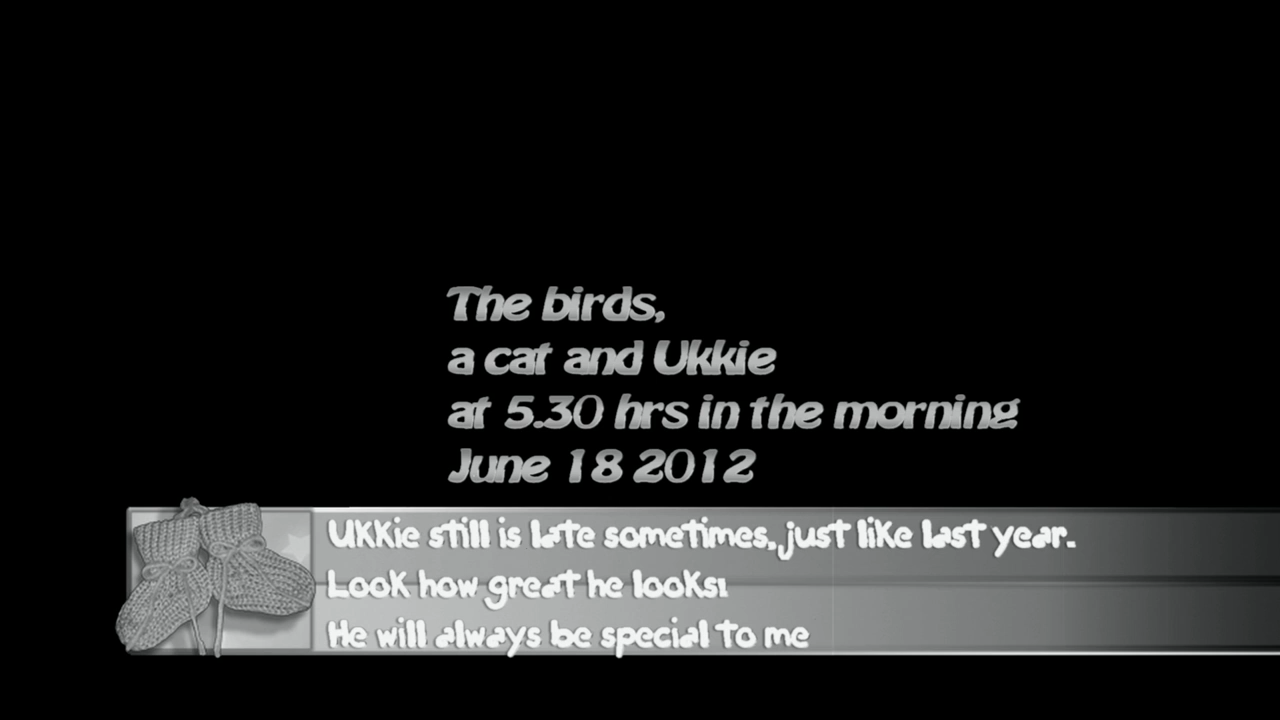 The birds,
a cat and Ukkie
at 5.30 hrs in the morning
June 18 2012
Ukkie still is late sometimes, just like last year.
Look how great he looks!
He will always be special to me